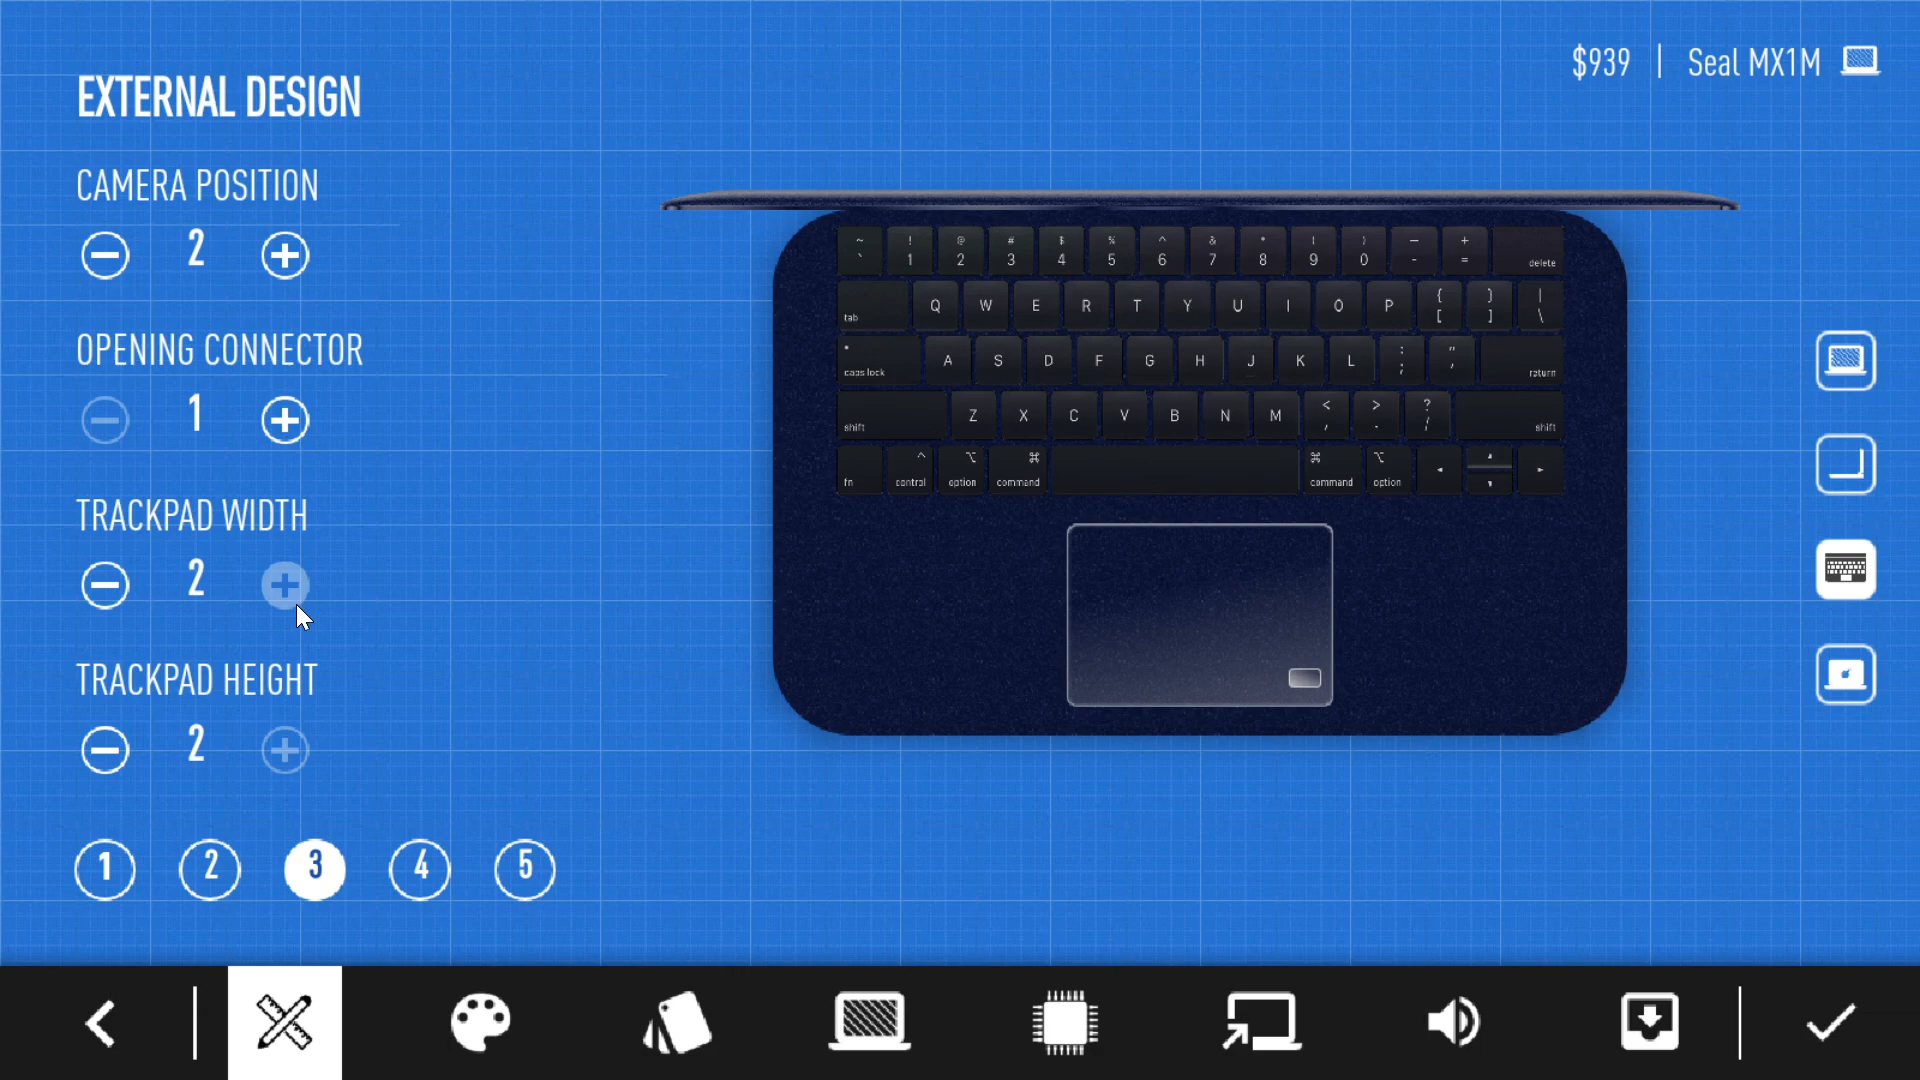 $939 | Seal MX1M
EXTERNAL DESIGN
CAMERA POSITION
2
OPENING CONNECTOR
1
TRACKPAD WIDTH
2
TRACKPAD HEIGHT
2
1 2 3 4 5
~ ! @ # $ % ^ & * ( ) — +
` 1 2 3 4 5 6 7 8 9 0 - = delete
tab Q W E R T Y U I O P { [ } ] | \
caps lock A S D F G H J K L : ; " ' return
shift Z X C V B N M < , > . ? / shift
fn ^ control ⌥ option ⌘ command ⌘ command ⌥ option ◂ ▴ ▾ ▸